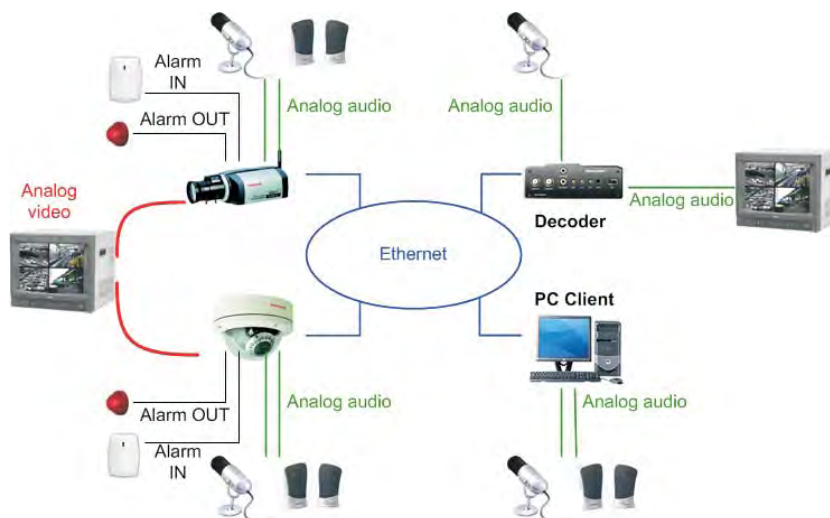 Alarm
IN
Analog audio
Analog audio
Alarm OUT
Analog
video
Decoder
Analog audio
Ethernet
PC Client
Alarm OUT
Analog audio
Analog audio
Alarm
IN